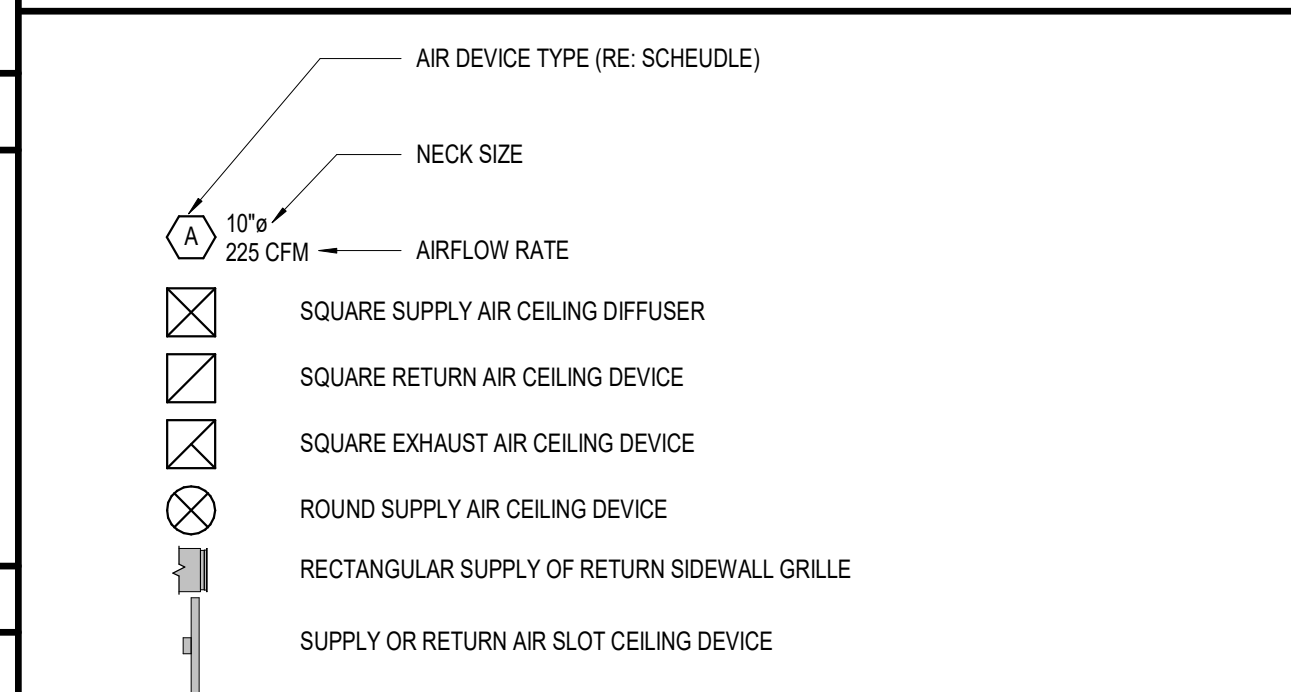 AIR DEVICE TYPE (RE: SCHEUDLE)
NECK SIZE
A
10"ø
225 CFM
AIRFLOW RATE
SQUARE SUPPLY AIR CEILING DIFFUSER
SQUARE RETURN AIR CEILING DEVICE
SQUARE EXHAUST AIR CEILING DEVICE
ROUND SUPPLY AIR CEILING DEVICE
RECTANGULAR SUPPLY OF RETURN SIDEWALL GRILLE
SUPPLY OR RETURN AIR SLOT CEILING DEVICE